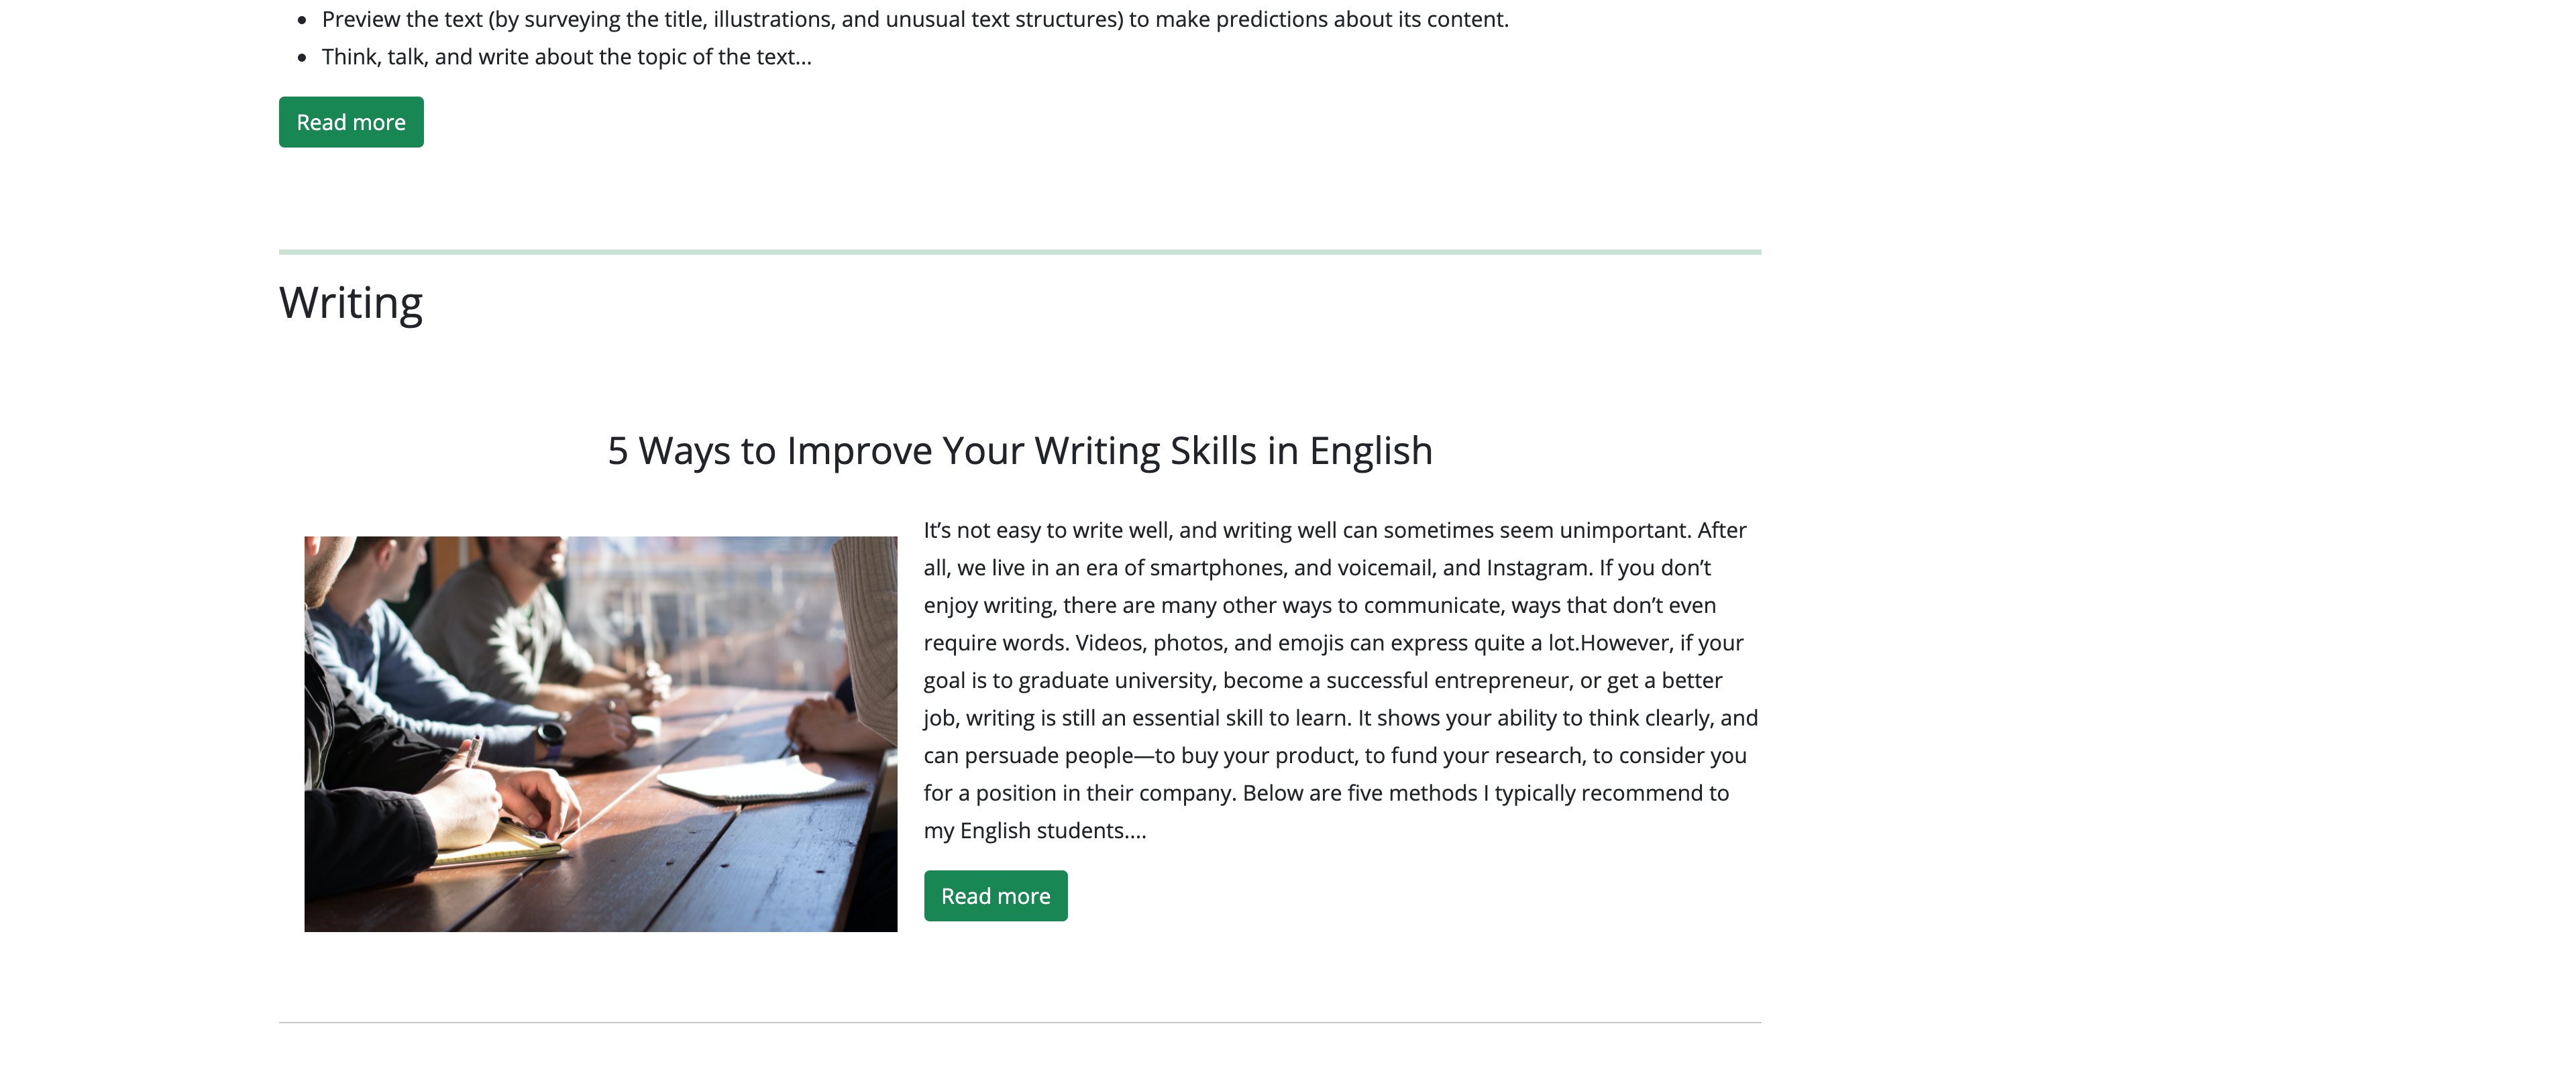 Preview the text (by surveying the title, illustrations, and unusual text structures) to make predictions about its content.
Think, talk, and write about the topic of the text...
Read more
Writing
5 Ways to Improve Your Writing Skills in English
It’s not easy to write well, and writing well can sometimes seem unimportant. After
all, we live in an era of smartphones, and voicemail, and Instagram. If you don’t
enjoy writing, there are many other ways to communicate, ways that don’t even
require words. Videos, photos, and emojis can express quite a lot.However, if your
goal is to graduate university, become a successful entrepreneur, or get a better
job, writing is still an essential skill to learn. It shows your ability to think clearly, and
can persuade people—to buy your product, to fund your research, to consider you
for a position in their company. Below are five methods I typically recommend to
my English students....
Read more